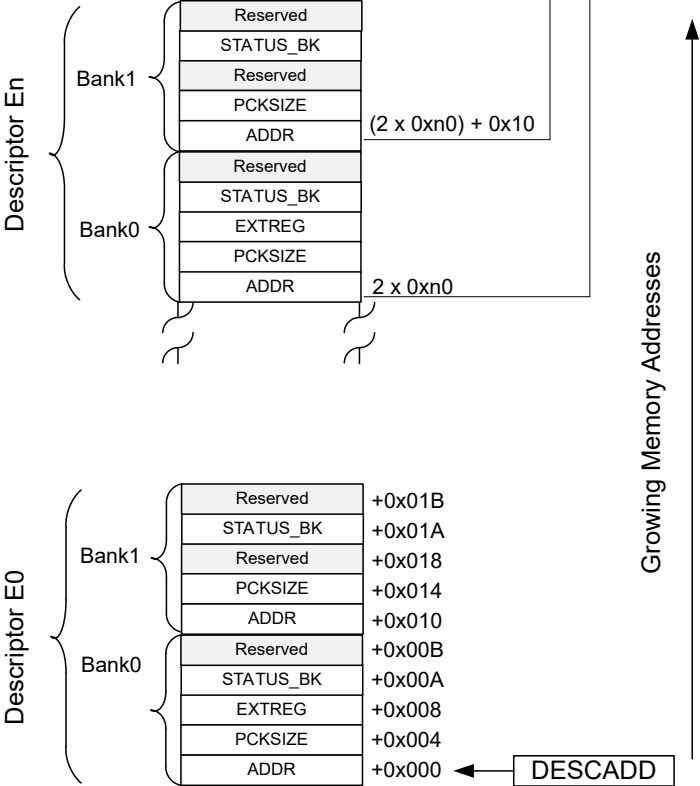 Reserved
STATUS_BK
Bank1
Reserved
PCKSIZE
ADDR
(2 x 0xn0) + 0x10
Descriptor En
Reserved
STATUS_BK
Bank0
EXTREG
PCKSIZE
ADDR
2 x 0xn0
Growing Memory Addresses
Reserved +0x01B
STATUS_BK +0x01A
Bank1
Reserved +0x018
PCKSIZE +0x014
ADDR +0x010
Descriptor E0
Reserved +0x00B
Bank0
STATUS_BK +0x00A
EXTREG +0x008
PCKSIZE +0x004
ADDR +0x000
DESCADD